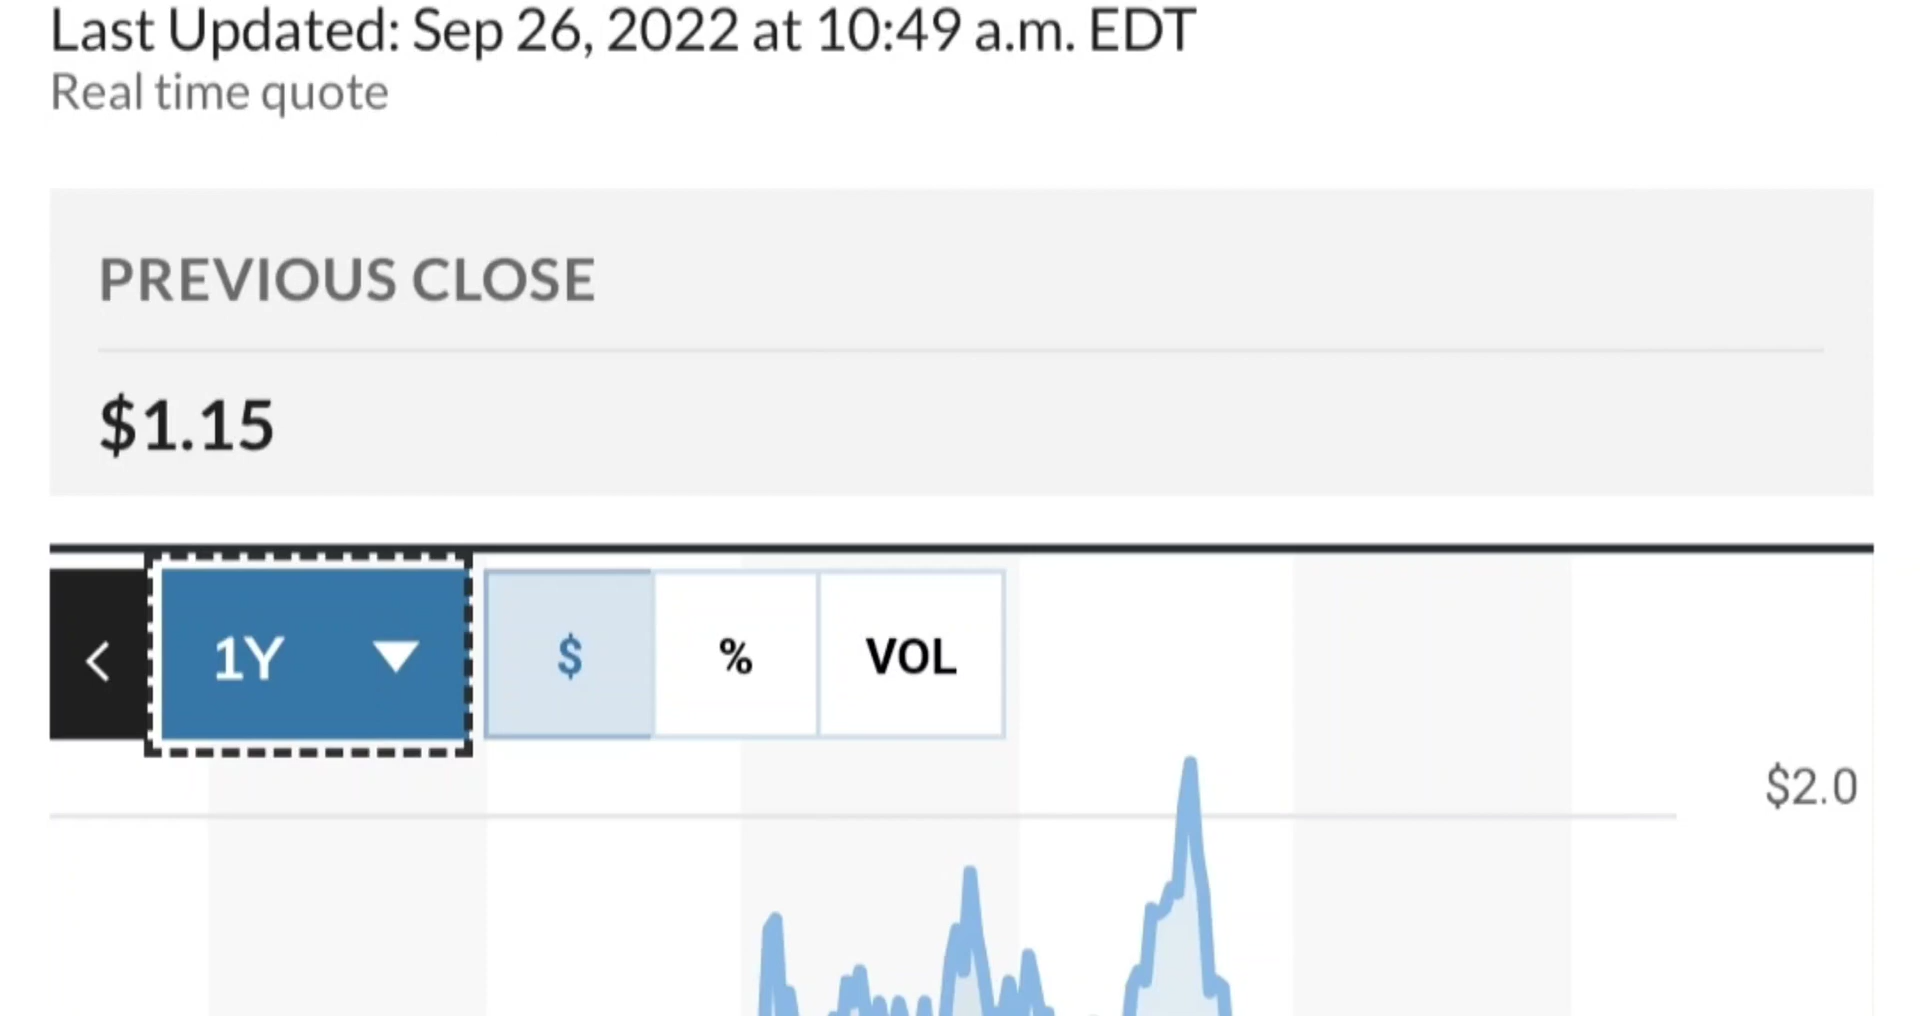 Last Updated: Sep 26, 2022 at 10:49 a.m. EDT
Real time quote
PREVIOUS CLOSE
$1.15
1Y
$
%
VOL
$2.0